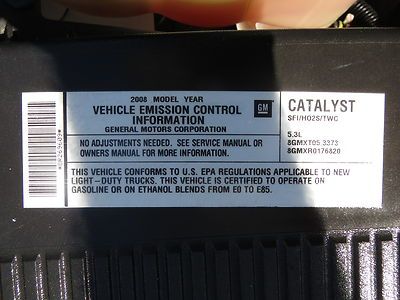 2008 MODEL YEAR
VEHICLE EMISSION CONTROL
INFORMATION
GENERAL MOTORS CORPORATION
GM
CATALYST
SFI/HO2S/TWC
NO ADJUSTMENTS NEEDED. SEE SERVICE MANUAL OR
OWNERS MANUAL FOR MORE INFORMATION.
5.3L
8GMXT05.3373
8GMXR0176820
THIS VEHICLE CONFORMS TO U.S. EPA REGULATIONS APPLICABLE TO NEW
LIGHT-DUTY TRUCKS. THIS VEHICLE IS CERTIFIED TO OPERATE ON
GASOLINE OR ON ETHANOL BLENDS FROM E0 TO E85.